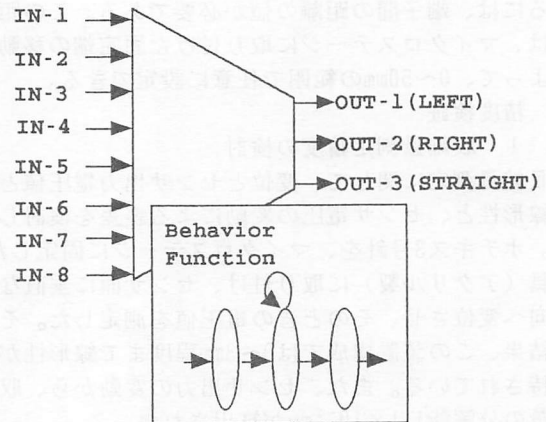 IN-1
IN-2
IN-3
IN-4
IN-5
IN-6
IN-7
IN-8
OUT-1(LEFT)
OUT-2(RIGHT)
OUT-3(STRAIGHT)
Behavior
Function